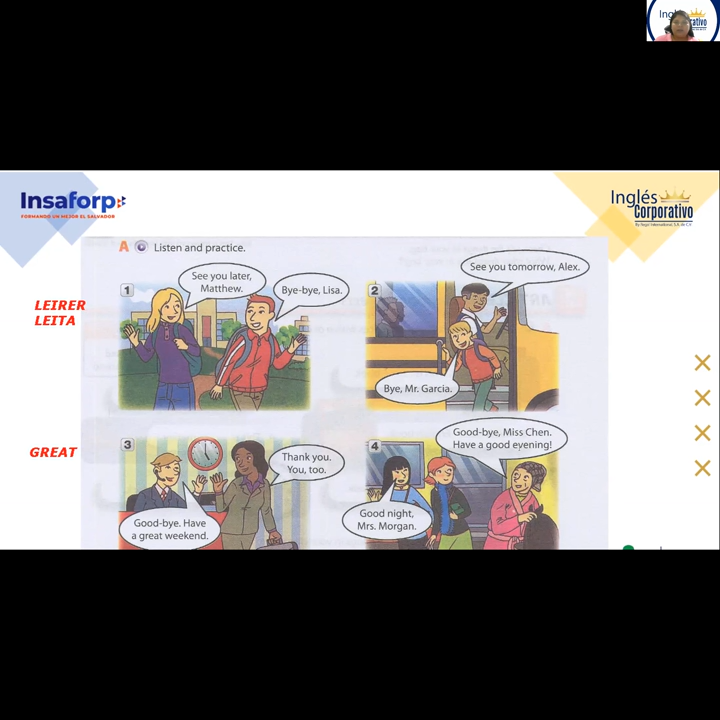 Insaforp
FORMANDO UN MEJOR EL SALVADOR
Inglés
Corporativo
A Listen and practice.
1
See you later,
Matthew.
Bye-bye, Lisa.
2
See you tomorrow, Alex.
Bye, Mr. Garcia.
LEIRER
LEITA
GREAT
3
Thank you.
You, too.
Good-bye. Have
a great weekend.
4
Good-bye, Miss Chen.
Have a good evening!
Good night,
Mrs. Morgan.